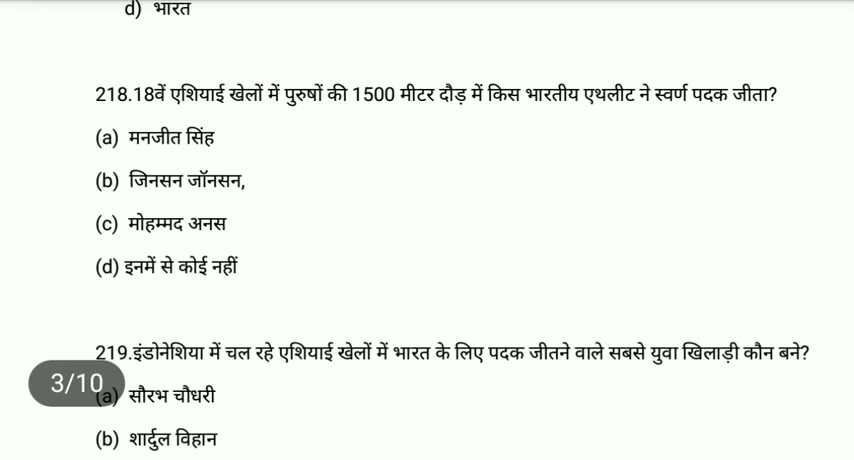 d) भारत
218.18वें एशियाई खेलों में पुरुषों की 1500 मीटर दौड़ में किस भारतीय एथलीट ने स्वर्ण पदक जीता?
(a) मनजीत सिंह
(b) जिनसन जॉनसन,
(c) मोहम्मद अनस
(d) इनमें से कोई नहीं
219.इंडोनेशिया में चल रहे एशियाई खेलों में भारत के लिए पदक जीतने वाले सबसे युवा खिलाड़ी कौन बने?
3/10
(a) सौरभ चौधरी
(b) शार्दुल विहान